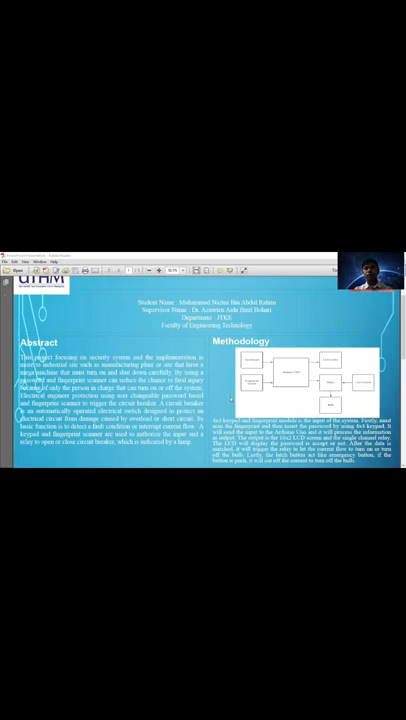 File Edit View Window Help
Open
UTHM
Student Name : Muhammad Nazmi Bin Abdul Rahim
Supervisor Name : Dr. Azuwien Aida Binti Bohari
Department : JTKE
Faculty of Engineering Technology
Abstract
This project focusing on security system and the implementation is
more to industrial site such as manufacturing plant or site that have a
mega machine that must turn on and shut down carefully. By using a
password and fingerprint scanner can reduce the chance to fatal injury
because of only the person in charge that can turn on or off the system.
Electrical engineer protection using user changeable password based
and fingerprint scanner to trigger the circuit breaker. A circuit breaker
is an automatically operated electrical switch designed to protect an
electrical circuit from damage caused by overload or short circuit. Its
basic function is to detect a fault condition or interrupt current flow. A
keypad and fingerprint scanner are used to authorize the input and a
relay to open or close circuit breaker, which is indicated by a lamp.
Methodology
4x4 keypad and fingerprint module is the input of the system. Firstly, must
scan the fingerprint and then insert the password by using 4x4 keypad. It
will send the input to the Arduino Uno and it will process the information
as output. The output is the 16x2 LCD screen and the single channel relay.
The LCD will display the password is accept or not. After the data is
matched, it will trigger the relay to let the current flow to turn on or turn
off the bulb. Lastly, the latch button act like emergency button, if the
button is push, it will cut off the current to turn off the bulb.